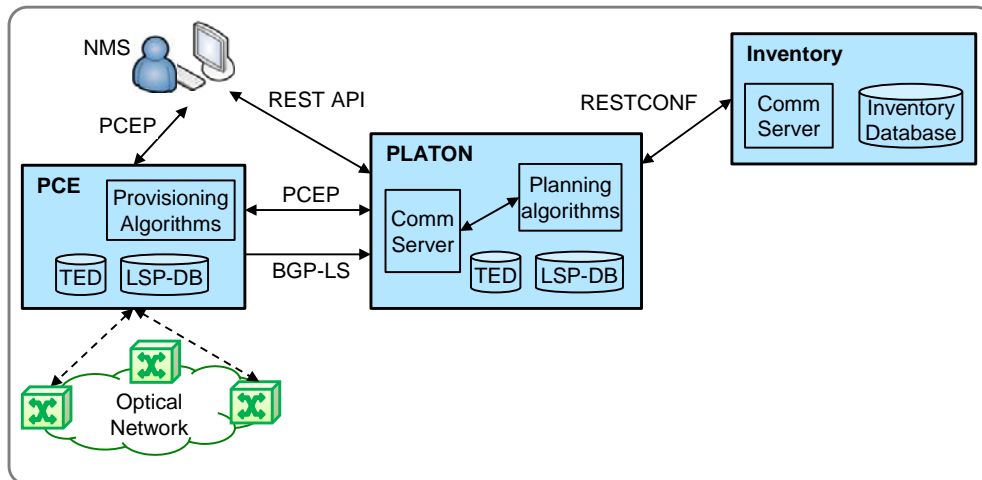 NMS
REST API
PCEP
RESTCONF
Inventory
Comm
Server
Inventory
Database
PCE
Provisioning
Algorithms
TED
LSP-DB
PCEP
BGP-LS
PLATON
Comm
Server
Planning
algorithms
TED
LSP-DB
Optical
Network